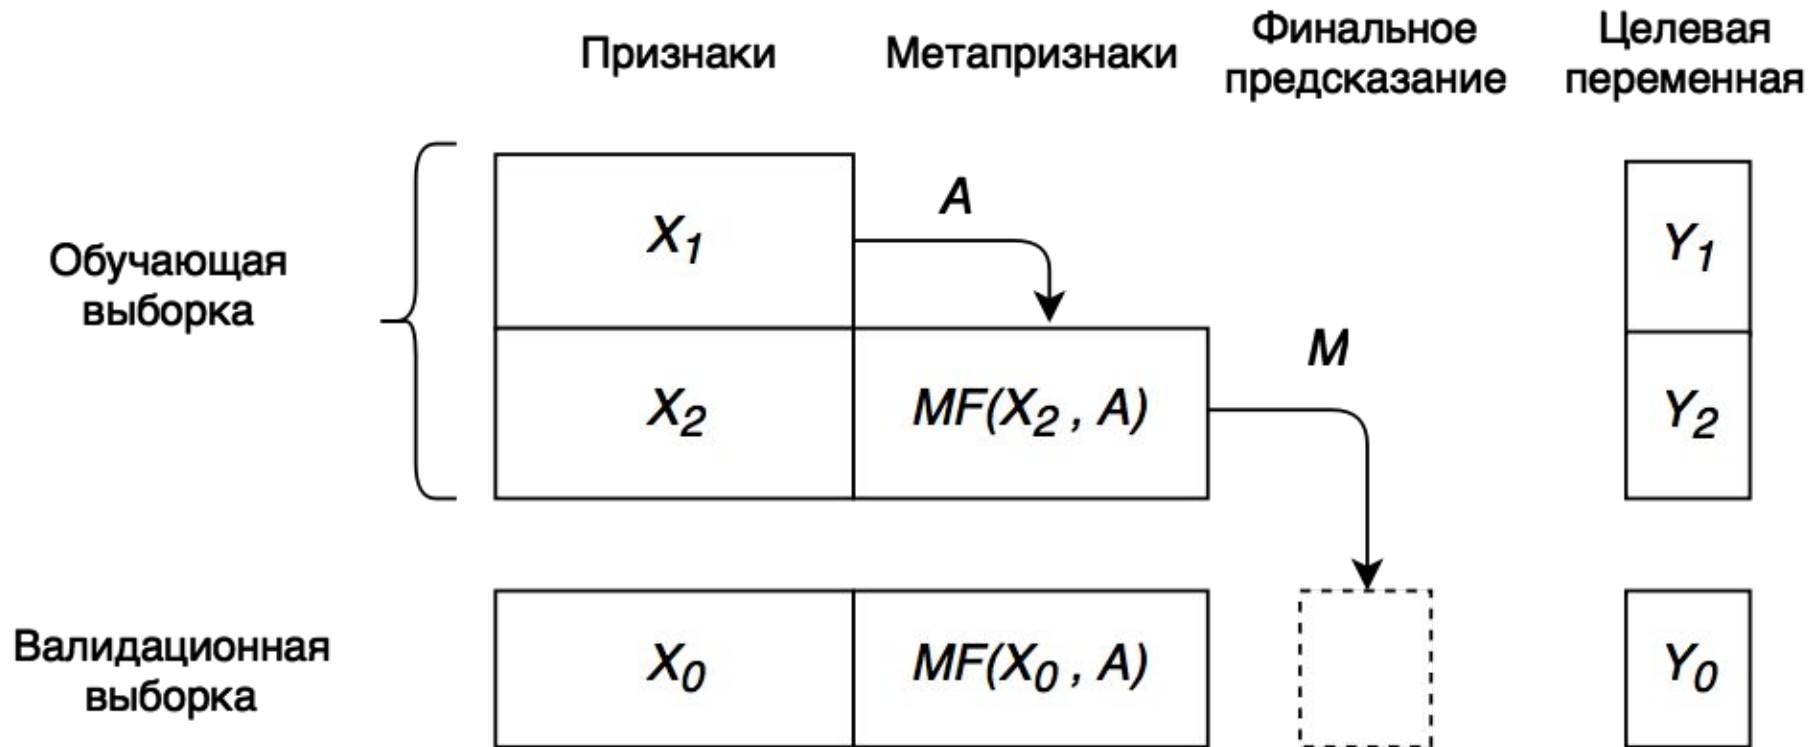 Признаки
Метапризнаки
Финальное
предсказание
Целевая
переменная
Обучающая
выборка
X1
A
Y1
X2
MF(X2 , A)
M
Y2
Валидационная
выборка
X0
MF(X0 , A)
Y0